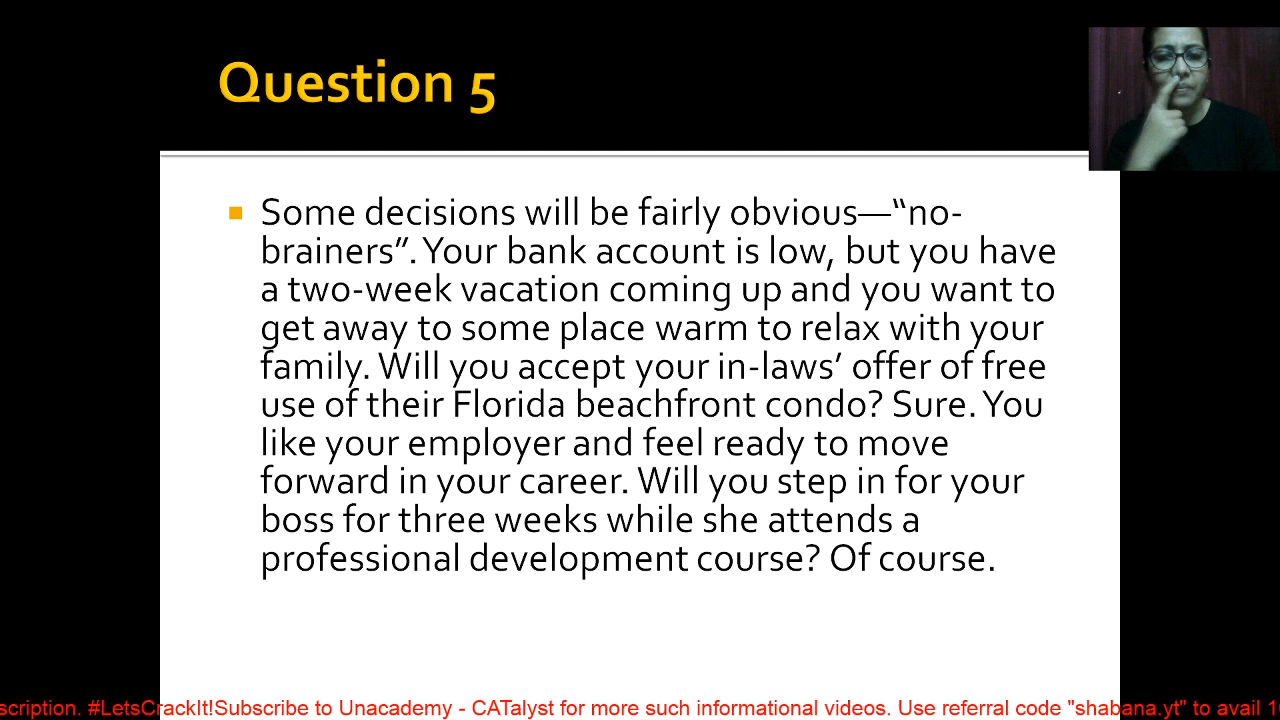 Question 5
Some decisions will be fairly obvious—“no-
brainers”. Your bank account is low, but you have
a two-week vacation coming up and you want to
get away to some place warm to relax with your
family. Will you accept your in-laws’ offer of free
use of their Florida beachfront condo? Sure. You
like your employer and feel ready to move
forward in your career. Will you step in for your
boss for three weeks while she attends a
professional development course? Of course.
scription. #LetsCrackIt!Subscribe to Unacademy - CATalyst for more such informational videos. Use referral code "shabana.yt" to avail 1